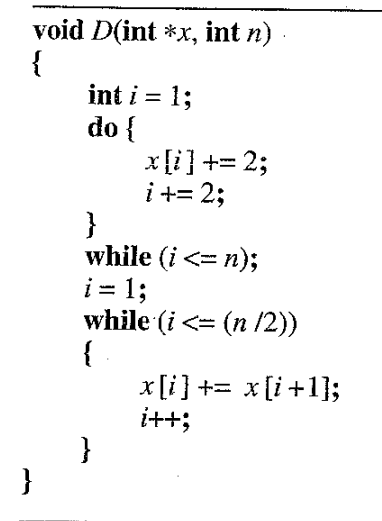 void D(int *x, int n)
{
int i = 1;
do {
x[i] += 2;
i += 2;
}
while (i <= n);
i = 1;
while (i <= (n /2))
{
x[i] += x[i+1];
i++;
}
}